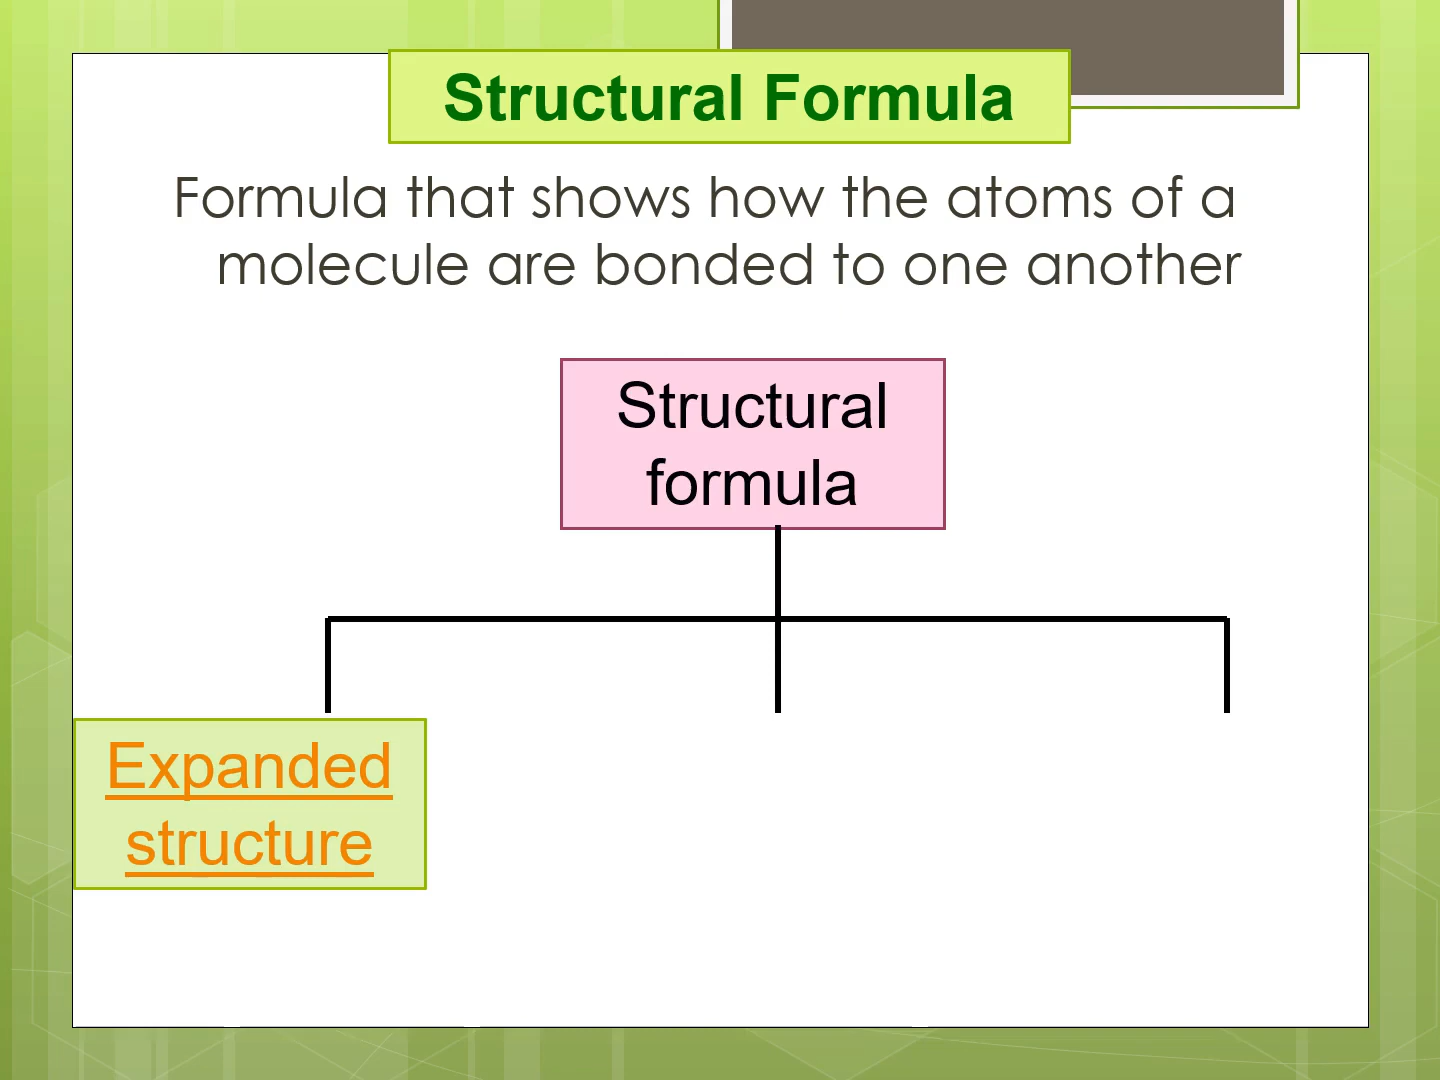 Structural Formula
Formula that shows how the atoms of a
molecule are bonded to one another
Structural
formula
Expanded
structure